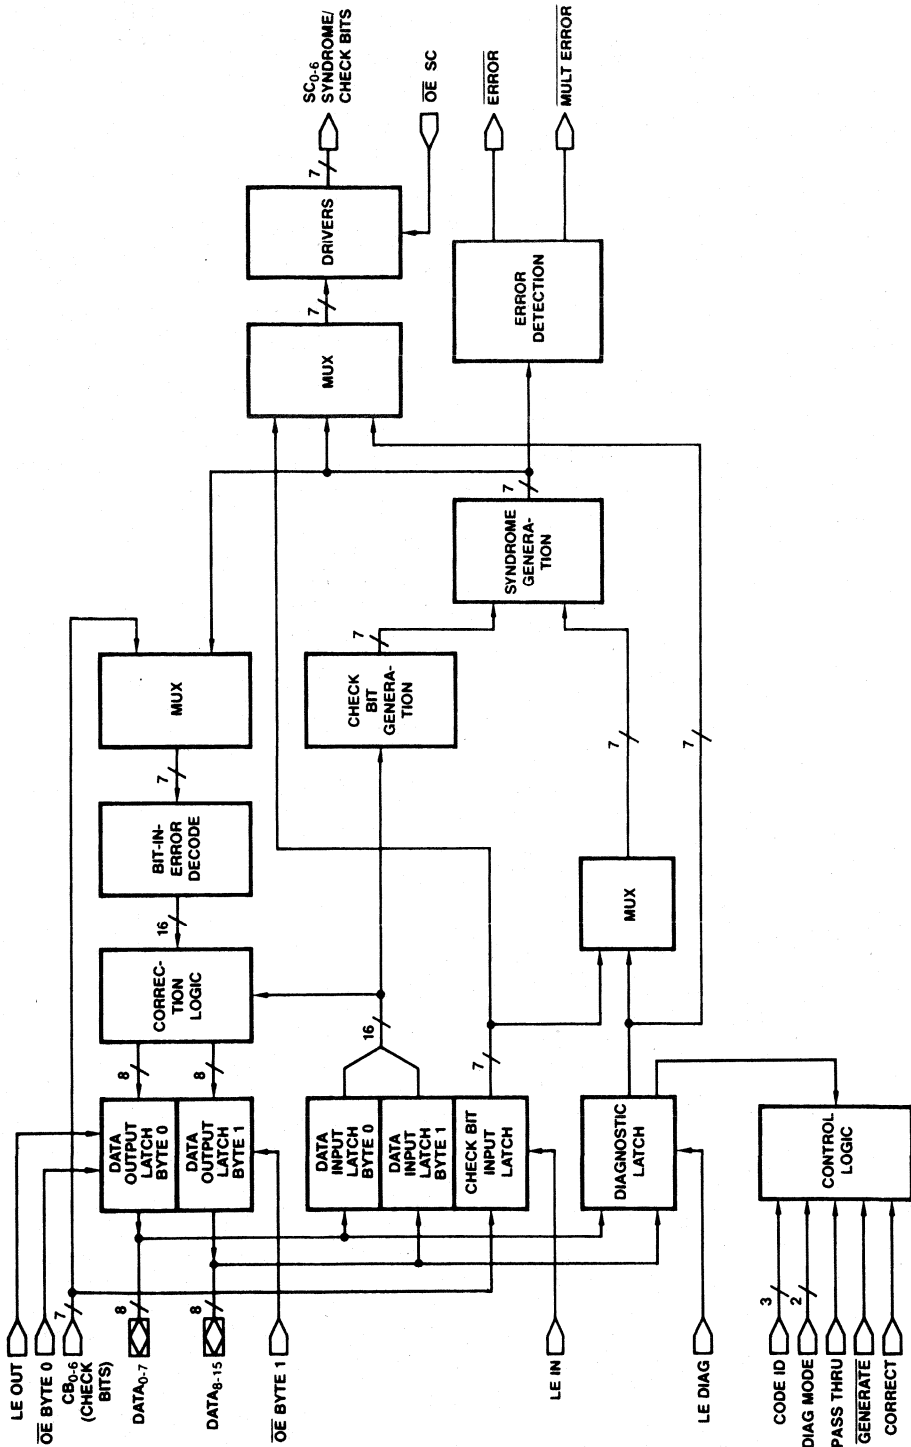 LE OUT
OE BYTE 0
7
CB0-6
(CHECK
BITS)
8
DATA0-7
8
DATA8-15
OE BYTE 1
LE IN
LE DIAG
3
CODE ID
2
DIAG MODE
PASS THRU
GENERATE
CORRECT
DATA
OUTPUT
LATCH
BYTE 0
DATA
OUTPUT
LATCH
BYTE 1
DATA
INPUT
LATCH
BYTE 0
DATA
INPUT
LATCH
BYTE 1
CHECK BIT
INPUT
LATCH
DIAGNOSTIC
LATCH
CONTROL
LOGIC
8
8
16
7
CORREC-
TION
LOGIC
16
BIT-IN-
ERROR
DECODE
7
MUX
MUX
7
7
CHECK
BIT
GENERA-
TION
7
SYNDROME
GENERA-
TION
7
MUX
7
DRIVERS
7
ERROR
DETECTION
SC0-6
SYNDROME/
CHECK BITS
OE SC
ERROR
MULT ERROR